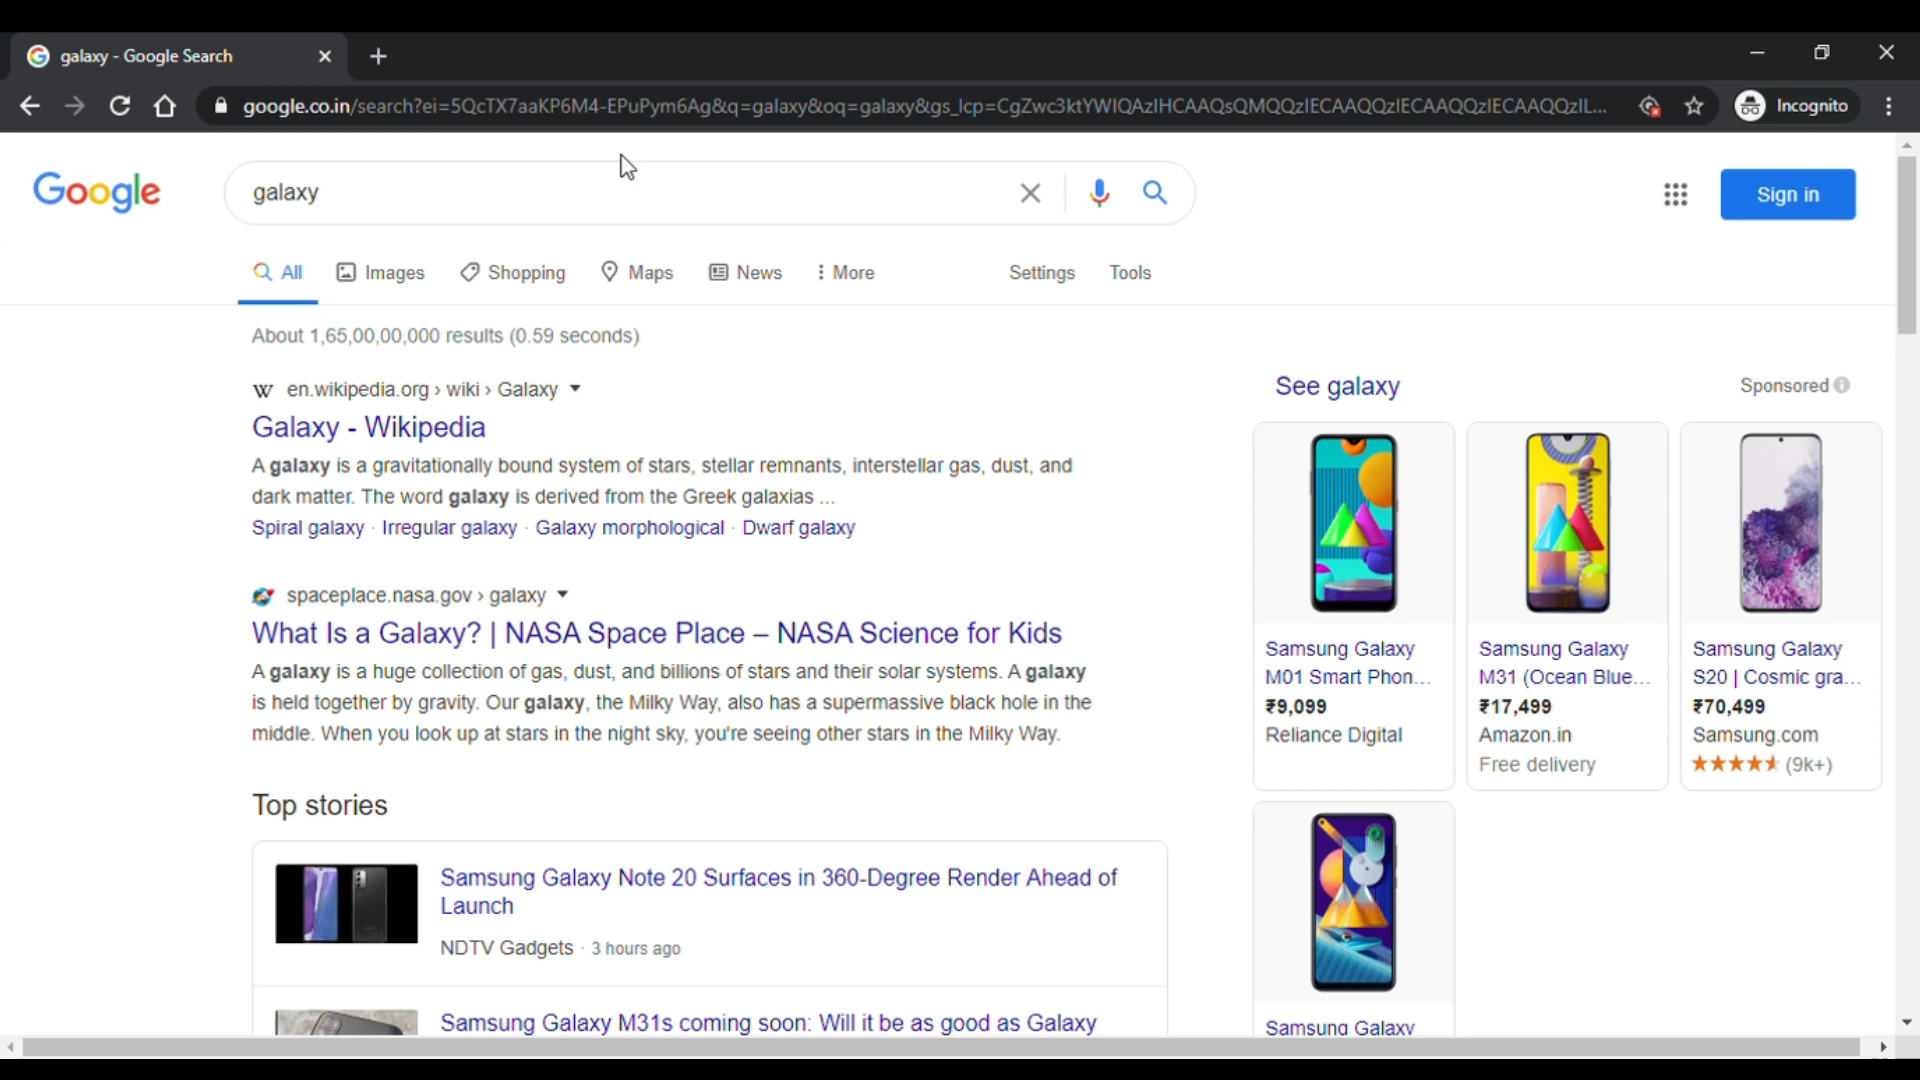 galaxy - Google Search
google.co.in/search?ei=5QcTX7aaKP6M4-EPuPym6Ag&q=galaxy&oq=galaxy&gs_lcp=CgZwc3ktYWIQAzIHCAAQsQMQQzIECAAQQzIECAAQQzIECAAQQzIL...
Incognito
Google
galaxy
Sign in
All Images Shopping Maps News More Settings Tools
About 1,65,00,00,000 results (0.59 seconds)
en.wikipedia.org › wiki › Galaxy
Galaxy - Wikipedia
A galaxy is a gravitationally bound system of stars, stellar remnants, interstellar gas, dust, and
dark matter. The word galaxy is derived from the Greek galaxias ...
Spiral galaxy · Irregular galaxy · Galaxy morphological · Dwarf galaxy
spaceplace.nasa.gov › galaxy
What Is a Galaxy? | NASA Space Place – NASA Science for Kids
A galaxy is a huge collection of gas, dust, and billions of stars and their solar systems. A galaxy
is held together by gravity. Our galaxy, the Milky Way, also has a supermassive black hole in the
middle. When you look up at stars in the night sky, you're seeing other stars in the Milky Way.
Top stories
Samsung Galaxy Note 20 Surfaces in 360-Degree Render Ahead of
Launch
NDTV Gadgets · 3 hours ago
Samsung Galaxy M31s coming soon: Will it be as good as Galaxy
See galaxy
Sponsored
Samsung Galaxy
M01 Smart Phon...
₹9,099
Reliance Digital
Samsung Galaxy
M31 (Ocean Blue...
₹17,499
Amazon.in
Free delivery
Samsung Galaxy
S20 | Cosmic gra...
₹70,499
Samsung.com
(9k+)
Samsung Galaxy